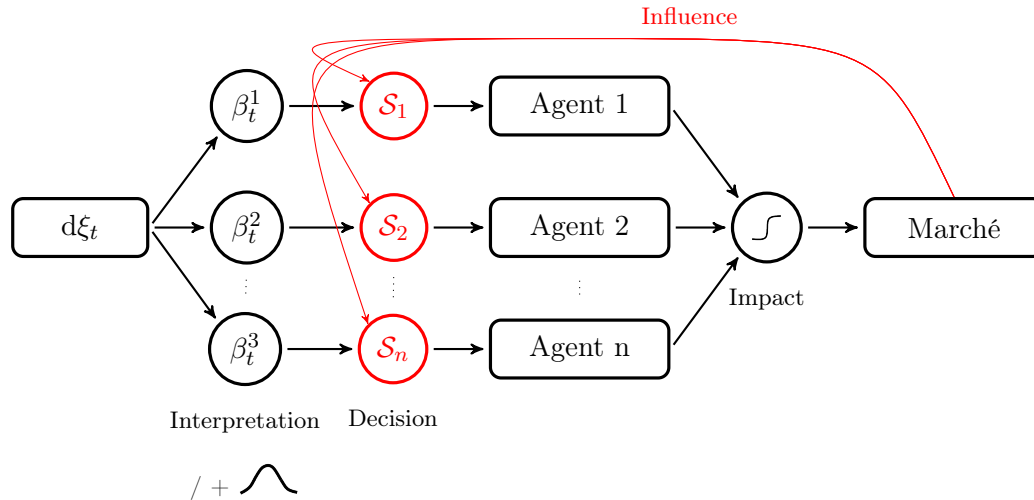 Influence
β_t^1
S_1
Agent 1
dξ_t
β_t^2
S_2
Agent 2
Marché
Impact
β_t^3
S_n
Agent n
Interpretation
Decision
/ +